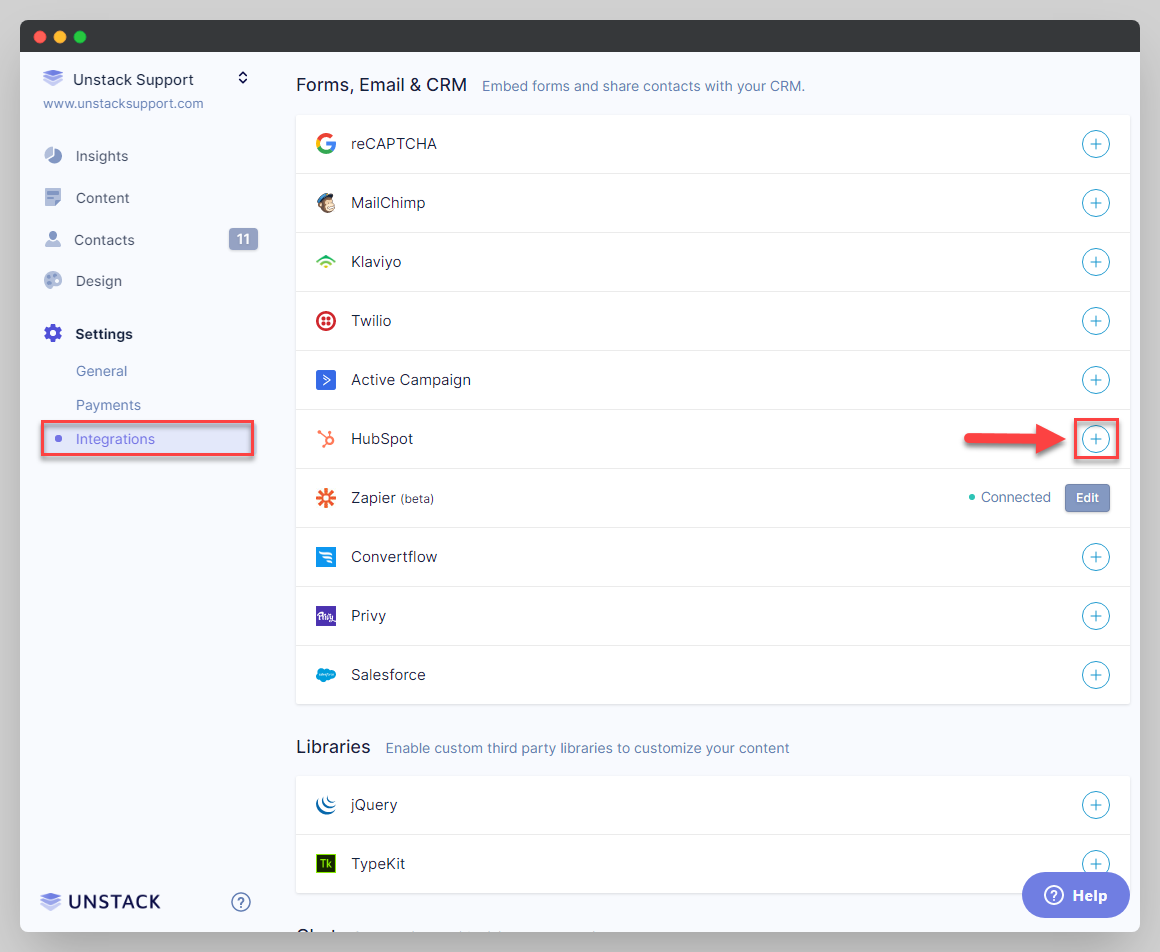 Unstack Support
www.unstacksupport.com
Insights
Content
Contacts 11
Design
Settings
General
Payments
Integrations
UNSTACK ?
Forms, Email & CRM Embed forms and share contacts with your CRM.
reCAPTCHA
MailChimp
Klaviyo
Twilio
Active Campaign
HubSpot
Zapier (beta) Connected Edit
Convertflow
Privy
Salesforce
Libraries Enable custom third party libraries to customize your content
jQuery
Tk TypeKit
? Help